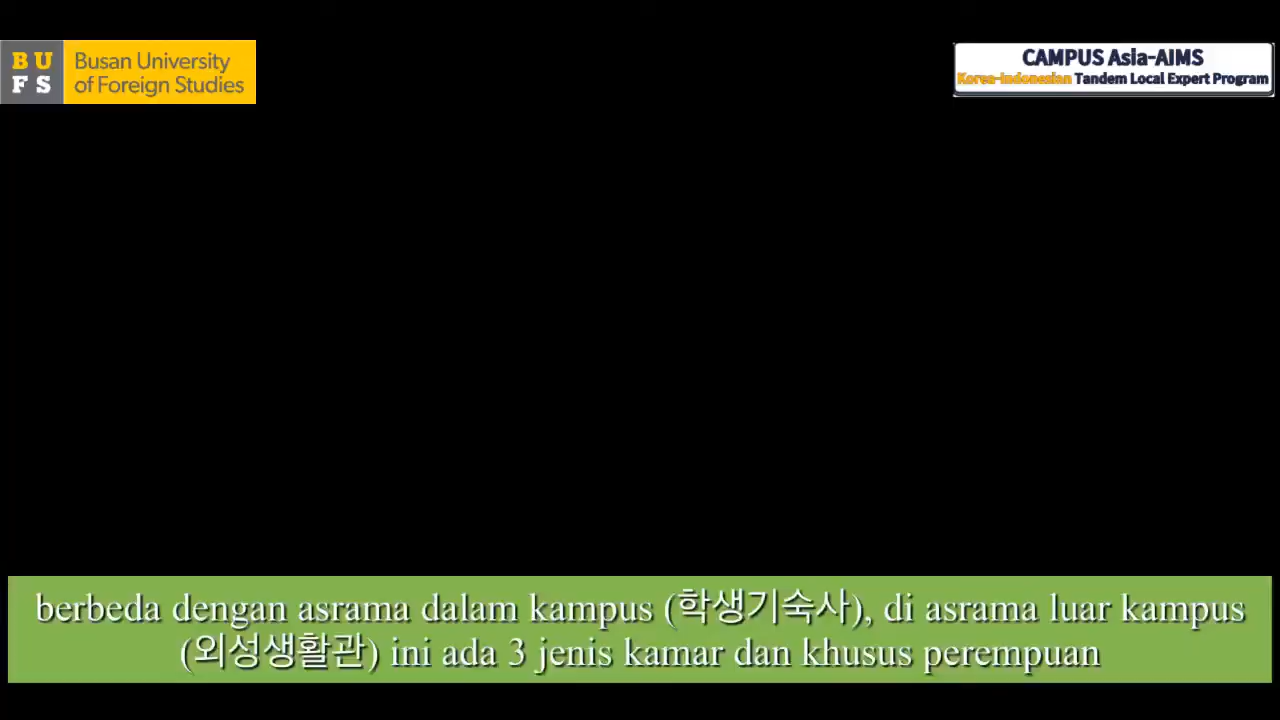 BU
FS
Busan University
of Foreign Studies
CAMPUS Asia-AIMS
Korea-Indonesian Tandem Local Expert Program
berbeda dengan asrama dalam kampus (학생기숙사), di asrama luar kampus
(외성생활관) ini ada 3 jenis kamar dan khusus perempuan